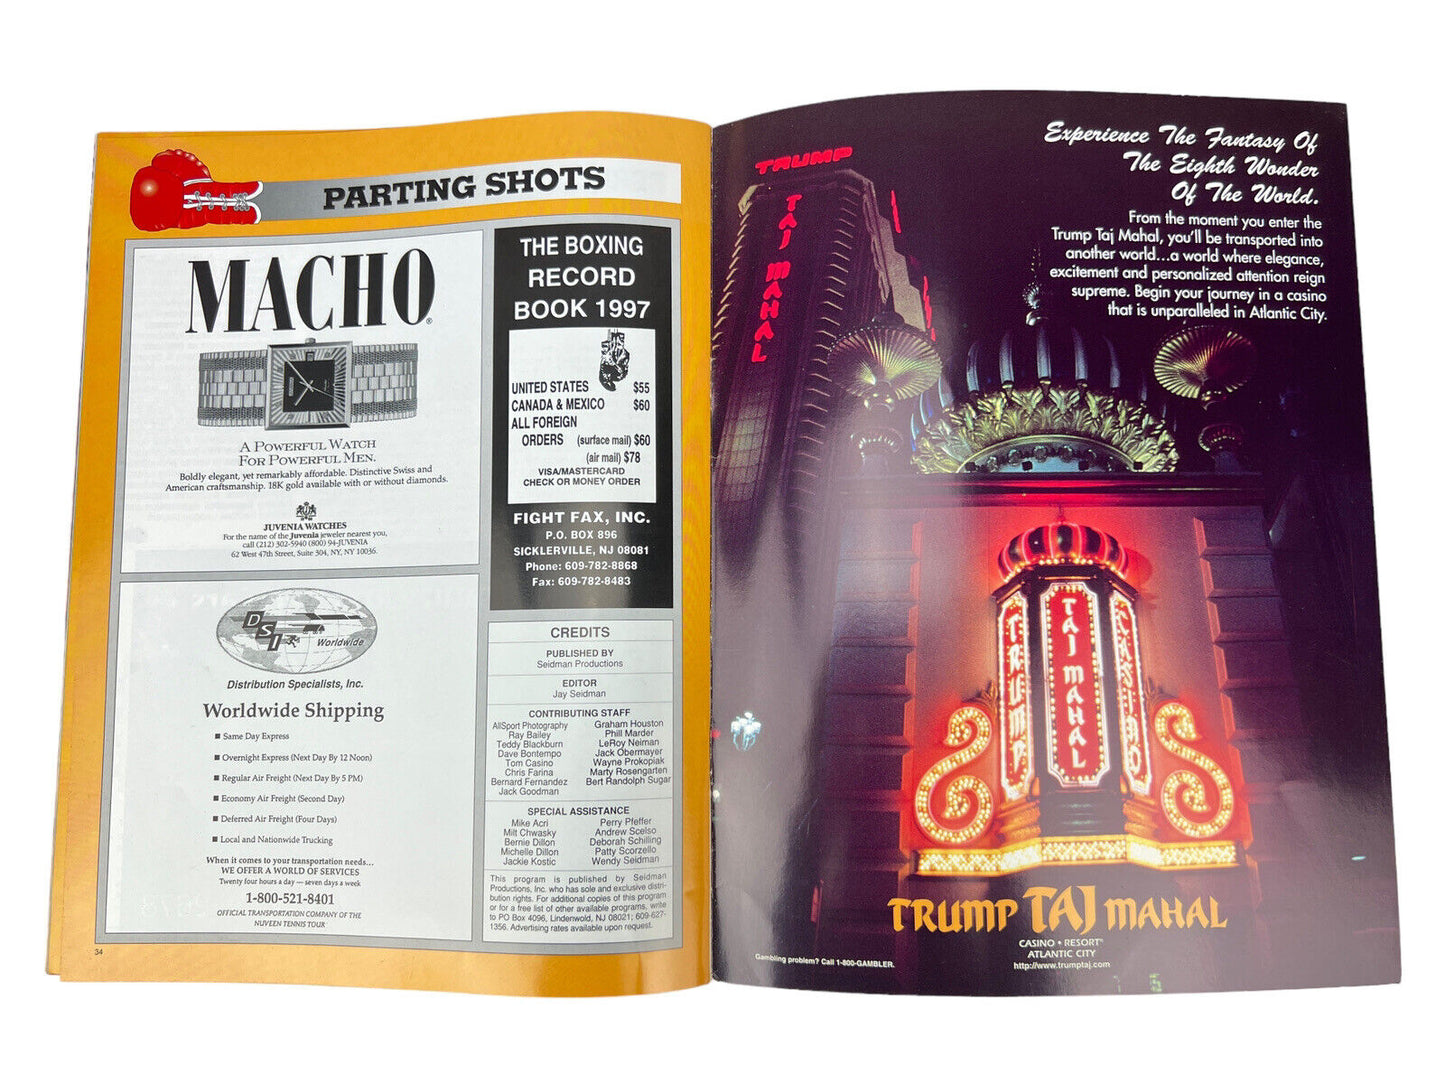 PARTING SHOTS
MACHO®
A POWERFUL WATCH
FOR POWERFUL MEN.
Boldly elegant, yet remarkably affordable. Distinctive Swiss and
American craftsmanship. 18K gold available with or without diamonds.
JUVENIA WATCHES
For the name of the Juvenia jeweler nearest you,
call (212) 302-5940 (800) 94-JUVENIA
62 West 47th Street, Suite 304, NY, NY 10036.
DSI
Worldwide
Distribution Specialists, Inc.
Worldwide Shipping
■ Same Day Express
■ Overnight Express (Next Day By 12 Noon)
■ Regular Air Freight (Next Day By 5 PM)
■ Economy Air Freight (Second Day)
■ Deferred Air Freight (Four Days)
■ Local and Nationwide Trucking
When it comes to your transportation needs...
WE OFFER A WORLD OF SERVICES
Twenty four hours a day — seven days a week
1-800-521-8401
OFFICIAL TRANSPORTATION COMPANY OF THE
NUVEEN TENNIS TOUR
34
THE BOXING
RECORD
BOOK 1997
UNITED STATES $55
CANADA & MEXICO $60
ALL FOREIGN
ORDERS (surface mail) $60
(air mail) $78
VISA/MASTERCARD
CHECK OR MONEY ORDER
FIGHT FAX, INC.
P.O. BOX 896
SICKLERVILLE, NJ 08081
Phone: 609-782-8868
Fax: 609-782-8483
CREDITS
PUBLISHED BY
Seidman Productions
EDITOR
Jay Seidman
CONTRIBUTING STAFF
AllSport Photography Graham Houston
Ray Bailey Phill Marder
Teddy Blackburn LeRoy Neiman
Dave Bontempo Jack Obermayer
Tom Casino Wayne Prokopiak
Chris Farina Marty Rosengarten
Bernard Fernandez Bert Randolph Sugar
Jack Goodman
SPECIAL ASSISTANCE
Mike Acri Perry Pfeffer
Milt Chwasky Andrew Scelso
Bernie Dillon Deborah Schilling
Michelle Dillon Patty Scorzello
Jackie Kostic Wendy Seidman
This program is published by Seidman
Productions, Inc. who has sole and exclusive distri-
bution rights. For additional copies of this program
or for a free list of other available programs, write
to PO Box 4096, Lindenwold, NJ 08021; 609-627-
1356. Advertising rates available upon request.
Experience The Fantasy Of
The Eighth Wonder
Of The World.
From the moment you enter the
Trump Taj Mahal, you'll be transported into
another world...a world where elegance,
excitement and personalized attention reign
supreme. Begin your journey in a casino
that is unparalleled in Atlantic City.
TRUMP
TAJ MAHAL
TRUMP
TAJ MAHAL
CASINO
TRUMP TAJ MAHAL
CASINO • RESORT
ATLANTIC CITY
http://www.trumptaj.com
Gambling problem? Call 1-800-GAMBLER.